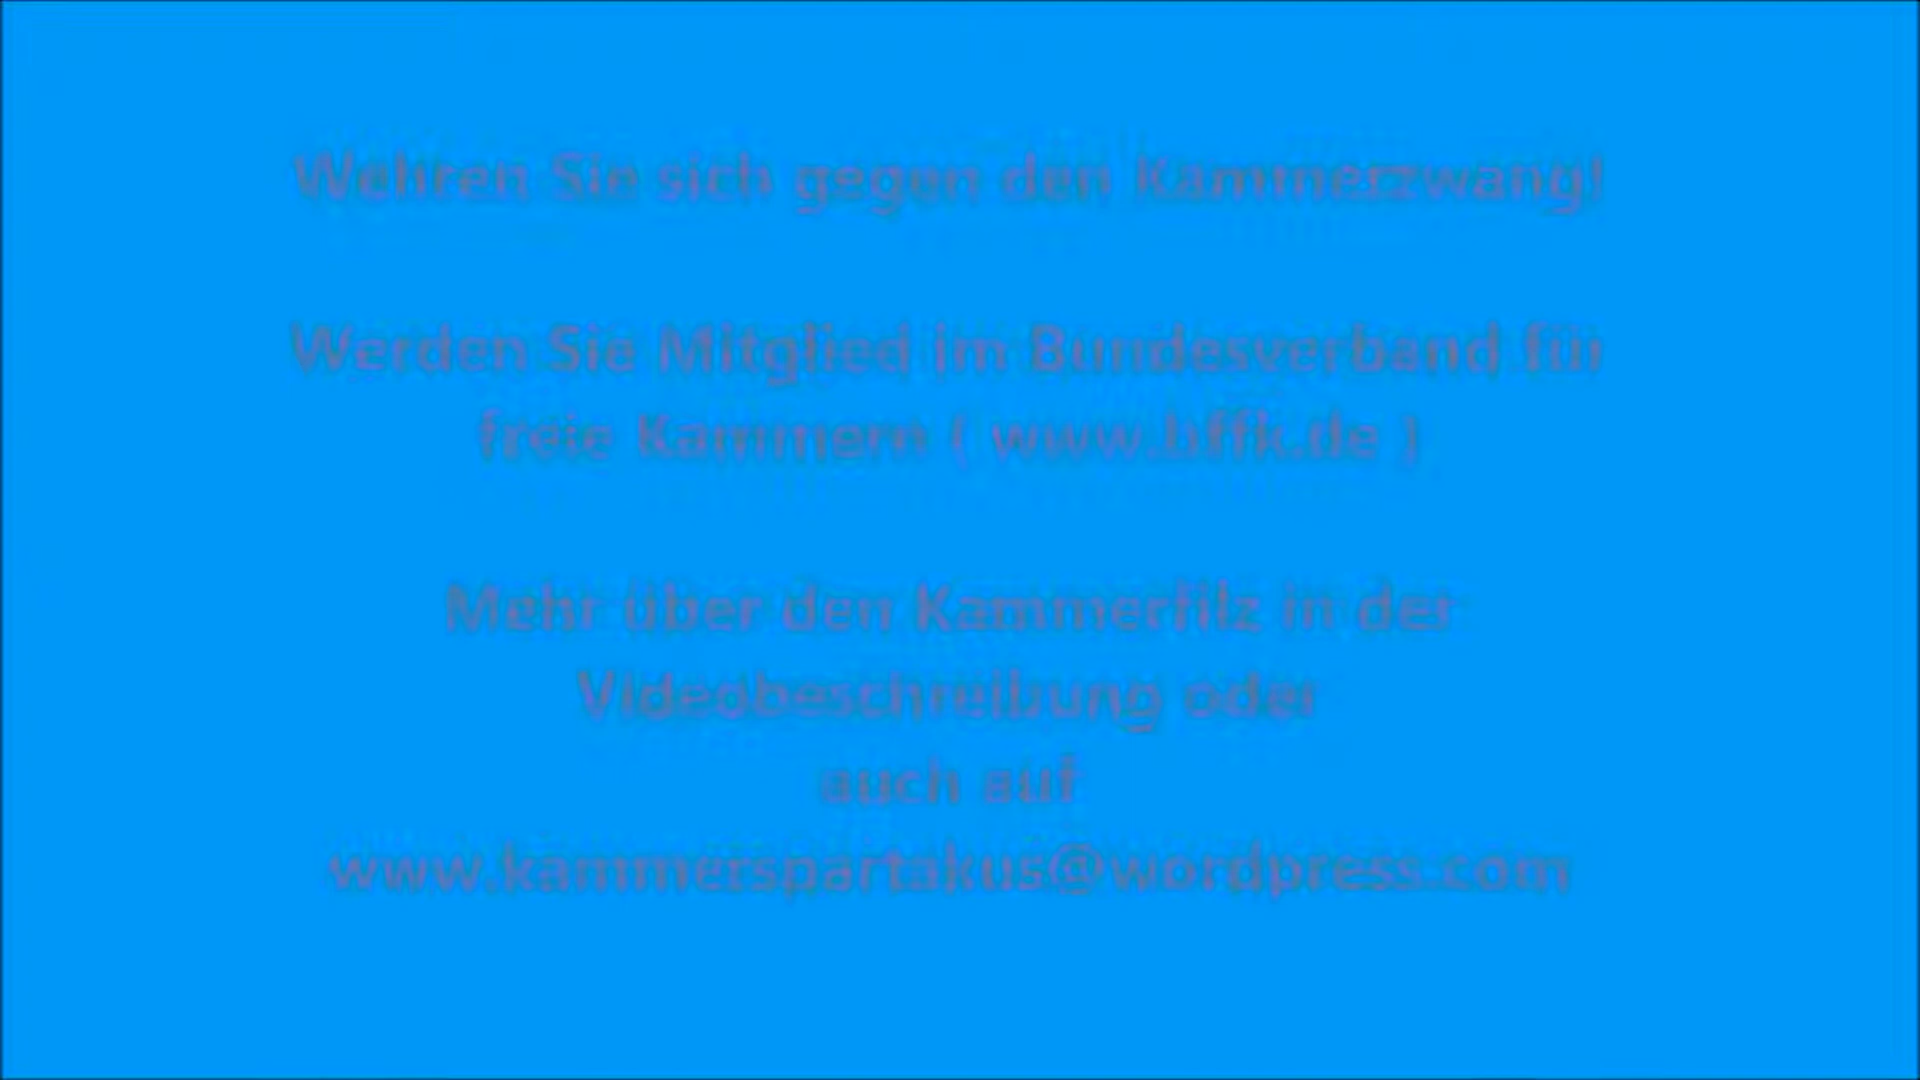 Wehren Sie sich gegen den Kammerzwang!
Werden Sie Mitglied im Bundesverband für
freie Kammern ( www.bffk.de )
Mehr über den Kammerfilz in der
Videobeschreibung oder
auch auf
www.kammerspartakus@wordpress.com